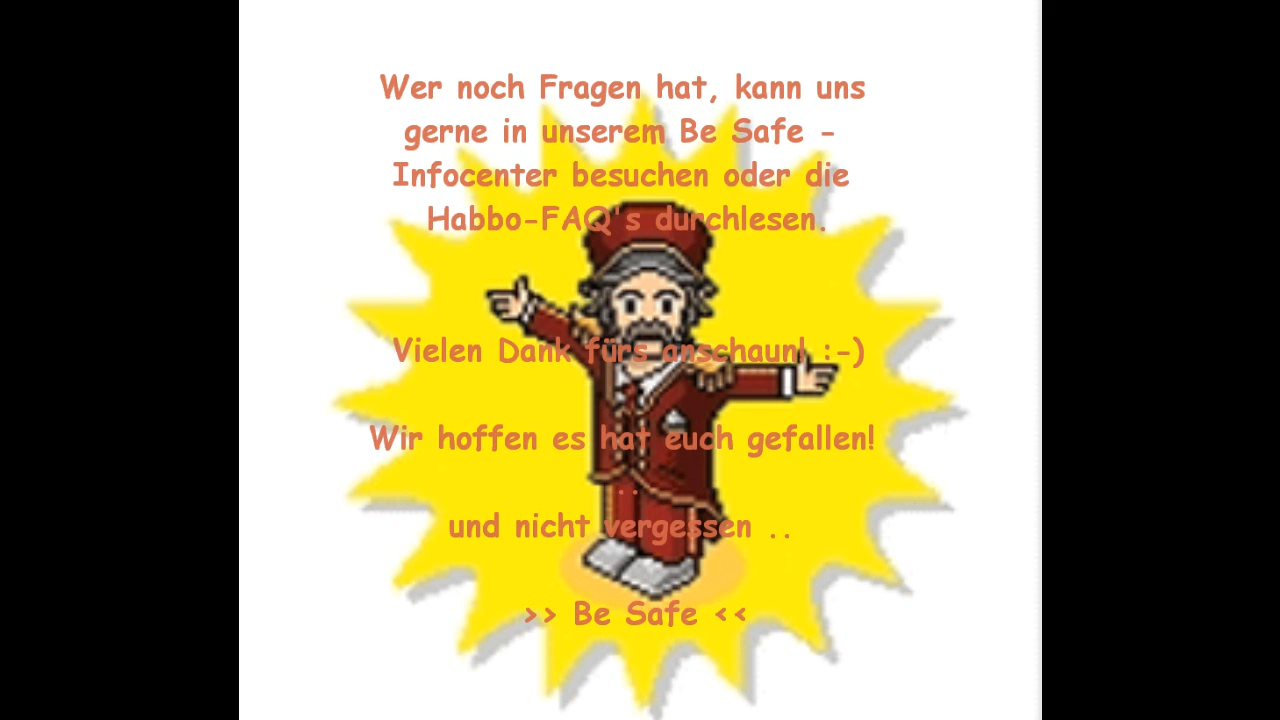 Wer noch Fragen hat, kann uns
gerne in unserem Be Safe -
Infocenter besuchen oder die
Habbo-FAQ's durchlesen.
Vielen Dank fürs anschaun! :-)
Wir hoffen es hat euch gefallen!
..
und nicht vergessen ..
>> Be Safe <<